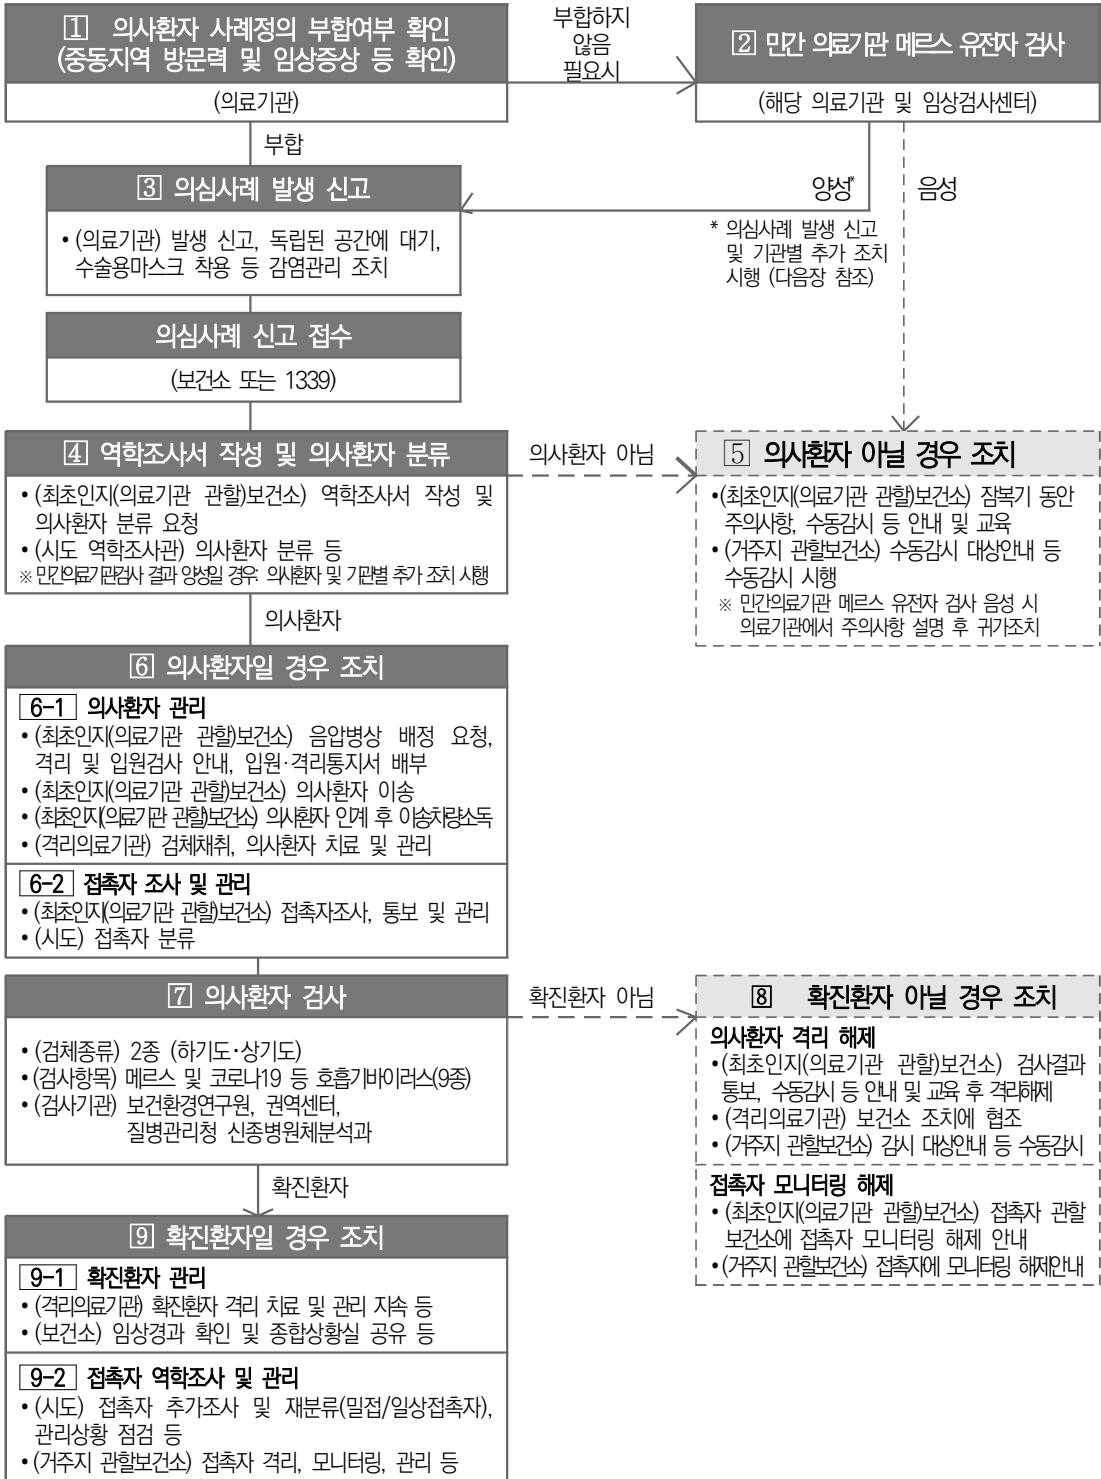 ① 의사환자 사례정의 부합여부 확인
(중동지역 방문력 및 임상증상 등 확인)
(의료기관)
부합하지
않음
필요시
② 민간 의료기관 메르스 유전자 검사
(해당 의료기관 및 임상검사센터)
부합
양성*
음성
* 의심사례 발생 신고
및 기관별 추가 조치
시행 (다음장 참조)
③ 의심사례 발생 신고
• (의료기관) 발생 신고, 독립된 공간에 대기,
수술용마스크 착용 등 감염관리 조치
의심사례 신고 접수
(보건소 또는 1339)
④ 역학조사서 작성 및 의사환자 분류
• (최초인지(의료기관 관할)보건소) 역학조사서 작성 및
의사환자 분류 요청
• (시도 역학조사관) 의사환자 분류 등
※ 민간의료기관검사 결과 양성일 경우: 의사환자 및 기관별 추가 조치 시행
의사환자 아님
⑤ 의사환자 아닐 경우 조치
•(최초인지(의료기관 관할)보건소) 잠복기 동안
주의사항, 수동감시 등 안내 및 교육
• (거주지 관할보건소) 수동감시 대상안내 등
수동감시 시행
※ 민간의료기관 메르스 유전자 검사 음성 시
의료기관에서 주의사항 설명 후 귀가조치
의사환자
⑥ 의사환자일 경우 조치
6-1 의사환자 관리
• (최초인지(의료기관 관할)보건소) 음압병상 배정 요청,
격리 및 입원검사 안내, 입원·격리통지서 배부
• (최초인지(의료기관 관할)보건소) 의사환자 이송
• (최초인지(의료기관 관할)보건소) 의사환자 인계 후 이송차량소독
• (격리의료기관) 검체채취, 의사환자 치료 및 관리
6-2 접촉자 조사 및 관리
• (최초인지(의료기관 관할)보건소) 접촉자조사, 통보 및 관리
• (시도) 접촉자 분류
⑦ 의사환자 검사
• (검체종류) 2종 (하기도·상기도)
• (검사항목) 메르스 및 코로나19 등 호흡기바이러스(9종)
• (검사기관) 보건환경연구원, 권역센터,
질병관리청 신종병원체분석과
확진환자 아님
⑧ 확진환자 아닐 경우 조치
의사환자 격리 해제
• (최초인지(의료기관 관할)보건소) 검사결과
통보, 수동감시 등 안내 및 교육 후 격리해제
• (격리의료기관) 보건소 조치에 협조
• (거주지 관할보건소) 감시 대상안내 등 수동감시
접촉자 모니터링 해제
• (최초인지(의료기관 관할)보건소) 접촉자 관할
보건소에 접촉자 모니터링 해제 안내
• (거주지 관할보건소) 접촉자에 모니터링 해제안내
확진환자
⑨ 확진환자일 경우 조치
9-1 확진환자 관리
• (격리의료기관) 확진환자 격리 치료 및 관리 지속 등
• (보건소) 임상경과 확인 및 종합상황실 공유 등
9-2 접촉자 역학조사 및 관리
• (시도) 접촉자 추가조사 및 재분류(밀접/일상접촉자),
관리상황 점검 등
• (거주지 관할보건소) 접촉자 격리, 모니터링, 관리 등